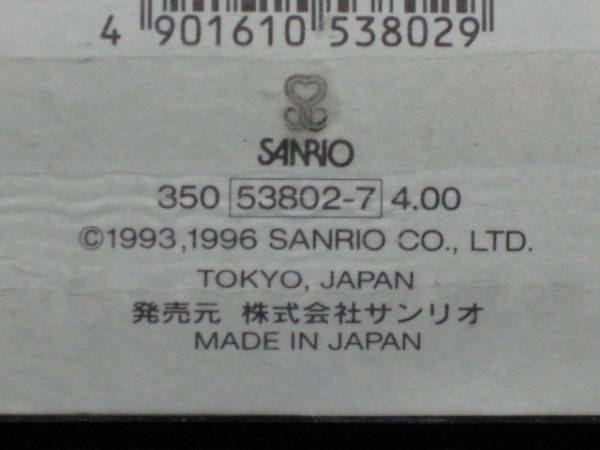 4 901610 538029
SANRIO
350 53802-7 4.00
©1993,1996 SANRIO CO., LTD.
TOKYO, JAPAN
発売元 株式会社サンリオ
MADE IN JAPAN